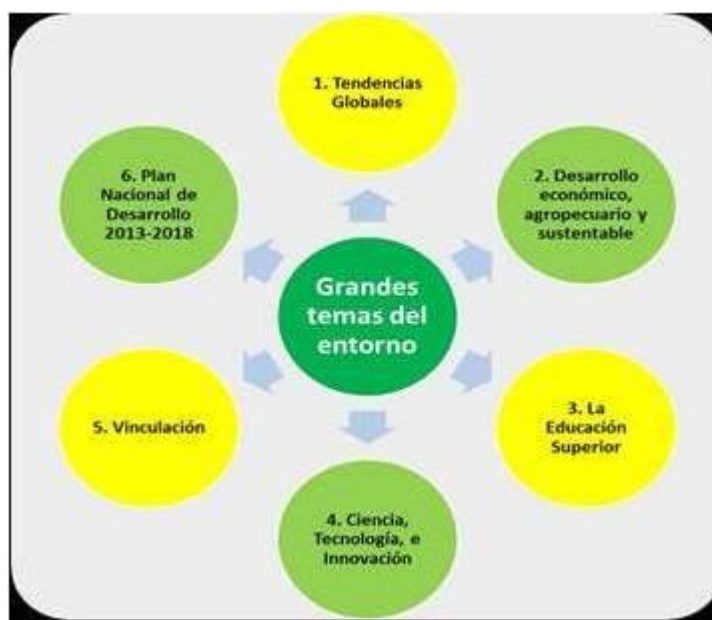 1. Tendencias
Globales
6. Plan
Nacional de
Desarrollo
2013-2018
2. Desarrollo
económico,
agropecuario y
sustentable
Grandes
temas del
entorno
5. Vinculación
3. La
Educación
Superior
4. Ciencia,
Tecnología, e
Innovación